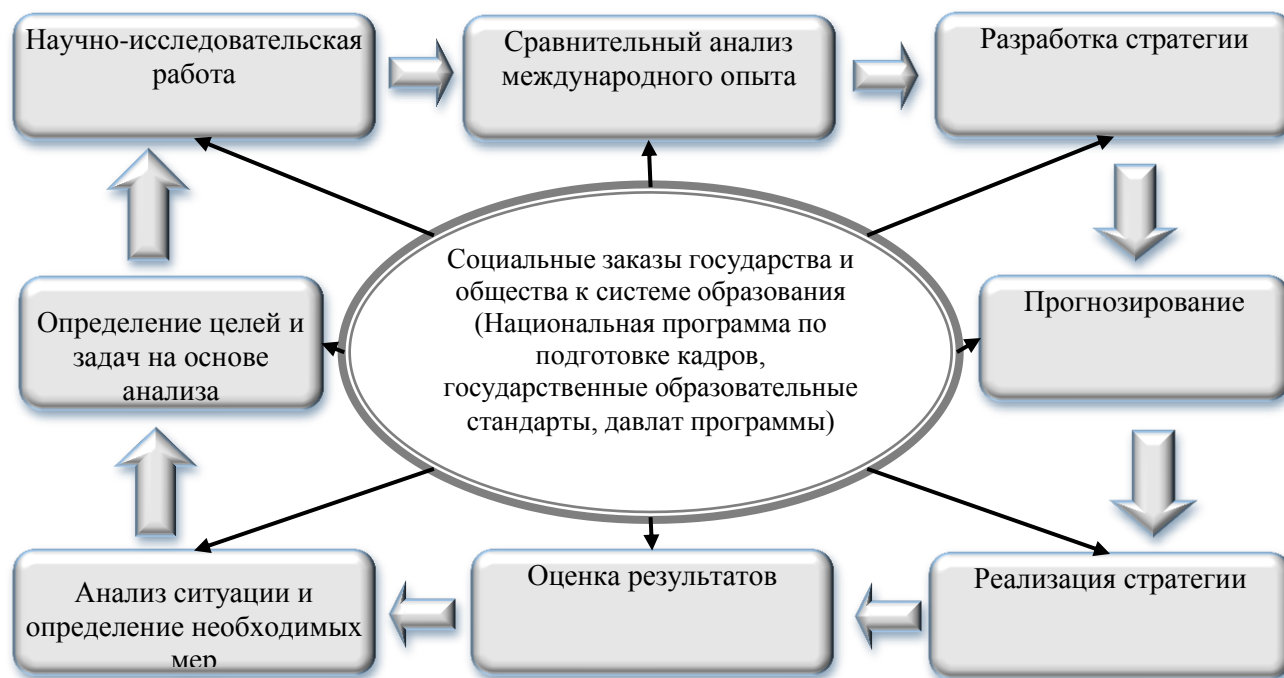 Научно-исследовательская
работа
Сравнительный анализ
международного опыта
Разработка стратегии
Социальные заказы государства и
общества к системе образования
(Национальная программа по
подготовке кадров,
государственные образовательные
стандарты, давлат программы)
Определение целей и
задач на основе
анализа
Прогнозирование
Анализ ситуации и
определение необходимых
мер
Оценка результатов
Реализация стратегии